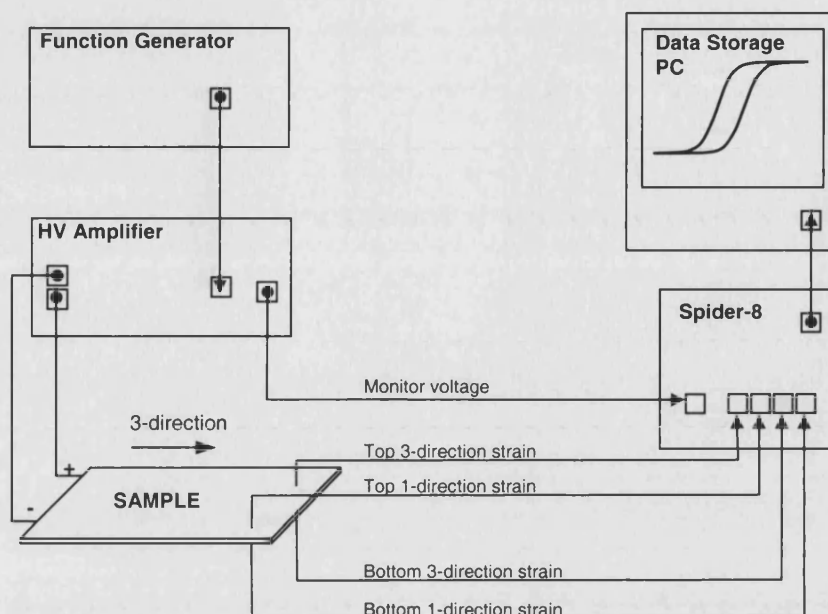 Function Generator
Data Storage
PC
HV Amplifier
Spider-8
Monitor voltage
3-direction
Top 3-direction strain
+
Top 1-direction strain
SAMPLE
-
Bottom 3-direction strain
Bottom 1-direction strain